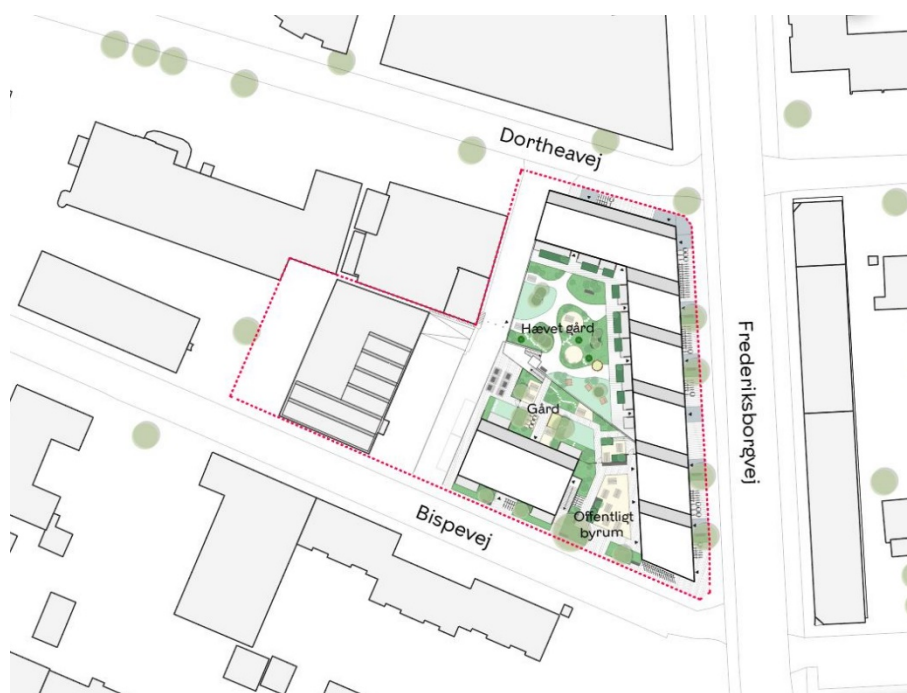 Dortheavej
Hævet gård
Frederiksborgvej
Gård
Offentligt
byrum
Bispevej